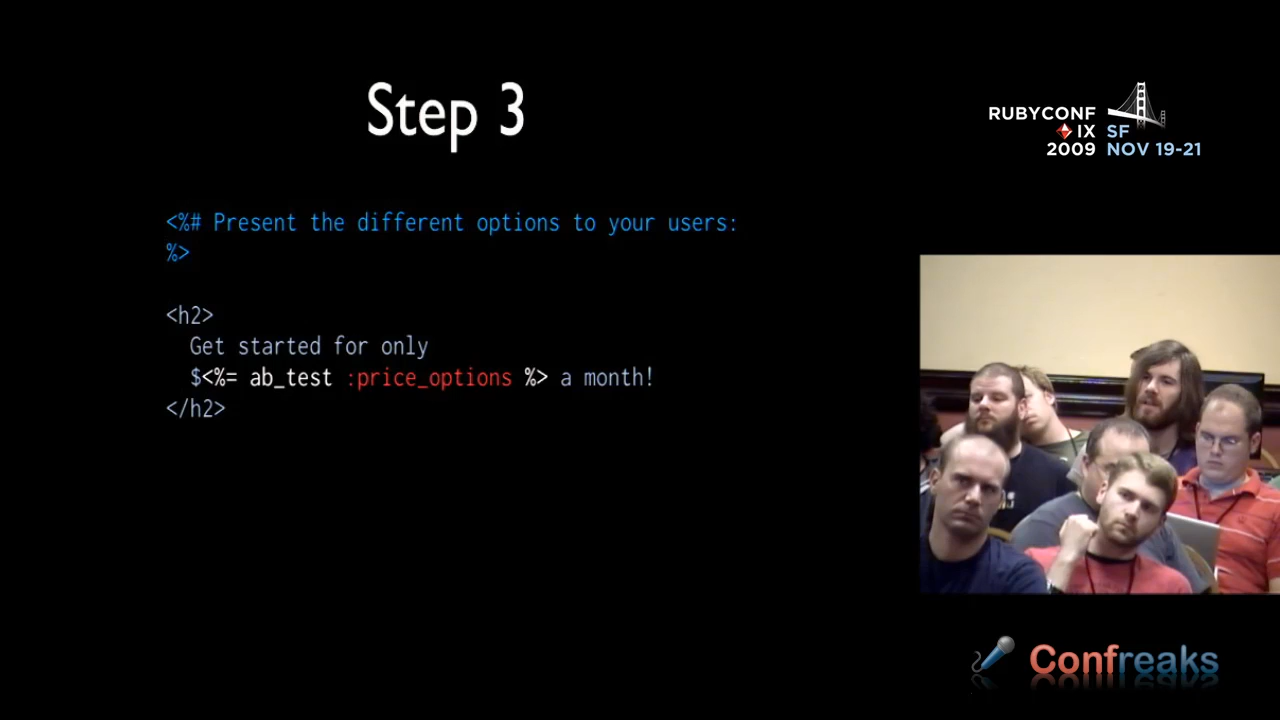 Step 3
<%# Present the different options to your users:
%>
<h2>
Get started for only
$<%= ab_test :price_options %> a month!
</h2>
RUBYCONF
IX SF
2009 NOV 19-21
Confreaks